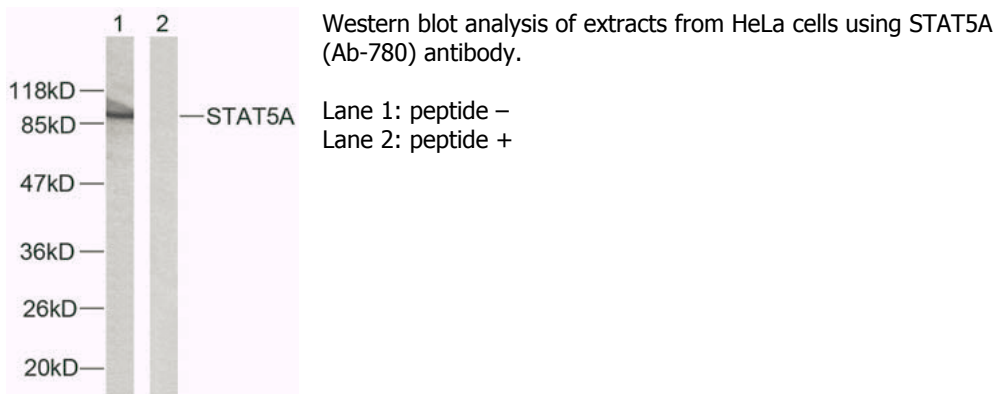 1 2
118kD
85kD
47kD
36kD
26kD
20kD
STAT5A
Western blot analysis of extracts from HeLa cells using STAT5A
(Ab-780) antibody.
Lane 1: peptide –
Lane 2: peptide +